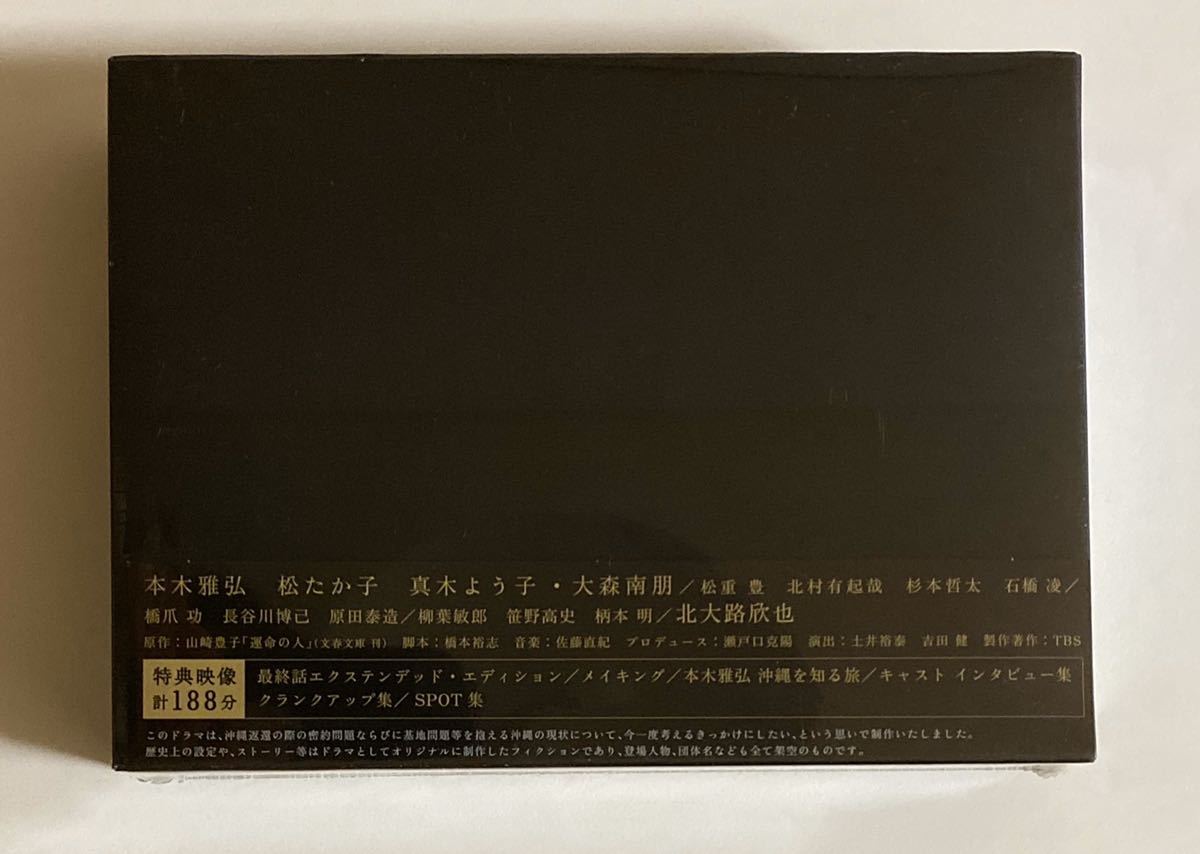 本木雅弘　松たか子　真木よう子・大森南朋／松重 豊　北村有起哉　杉本哲太　石橋 凌／
橋爪 功　長谷川博己　原田泰造／柳葉敏郎　笹野高史　柄本 明／北大路欣也
原作：山崎豊子「運命の人」（文春文庫 刊）　脚本：橋本裕志　音楽：佐藤直紀　プロデュース：瀬戸口克陽　演出：土井裕泰　吉田 健　製作著作：TBS
特典映像
計188分
最終話エクステンデッド・エディション／メイキング／本木雅弘 沖縄を知る旅／キャスト インタビュー集
クランクアップ集／SPOT集
このドラマは、沖縄返還の際の密約問題ならびに基地問題等を抱える沖縄の現状について、今一度考えるきっかけにしたい、という思いで制作いたしました。
歴史上の設定や、ストーリー等はドラマとしてオリジナルに制作したフィクションであり、登場人物、団体名なども全て架空のものです。